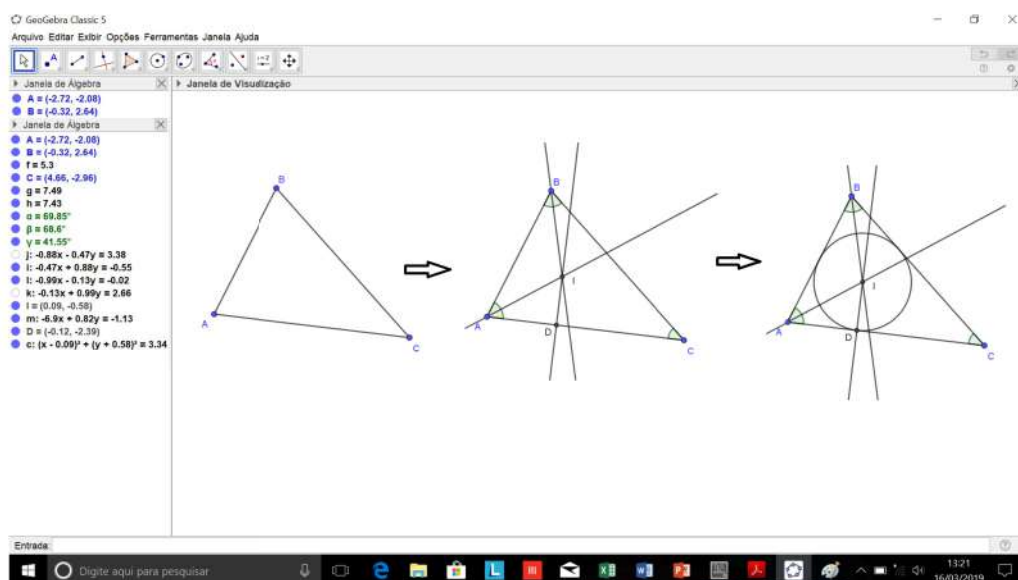 GeoGebra Classic 5
Arquivo Editar Exibir Opções Ferramentas Janela Ajuda
Janela de Álgebra
Janela de Visualização
A = (-2.72, -2.08)
B = (-0.32, 2.64)
Janela de Álgebra
A = (-2.72, -2.08)
B = (-0.32, 2.64)
f = 5.3
C = (4.66, -2.96)
g = 7.49
h = 7.43
α = 69.85°
β = 68.6°
γ = 41.55°
j: -0.88x - 0.47y = 3.38
i: -0.47x + 0.88y = -0.55
l: -0.99x - 0.13y = -0.02
k: -0.13x + 0.99y = 2.66
I = (0.09, -0.58)
m: -6.9x + 0.82y = -1.13
D = (-0.12, -2.39)
c: (x - 0.09)² + (y + 0.58)² = 3.34
B
A
C
B
I
A
D
C
B
I
A
D
C
Entrada:
Digite aqui para pesquisar
13:21
16/03/2019